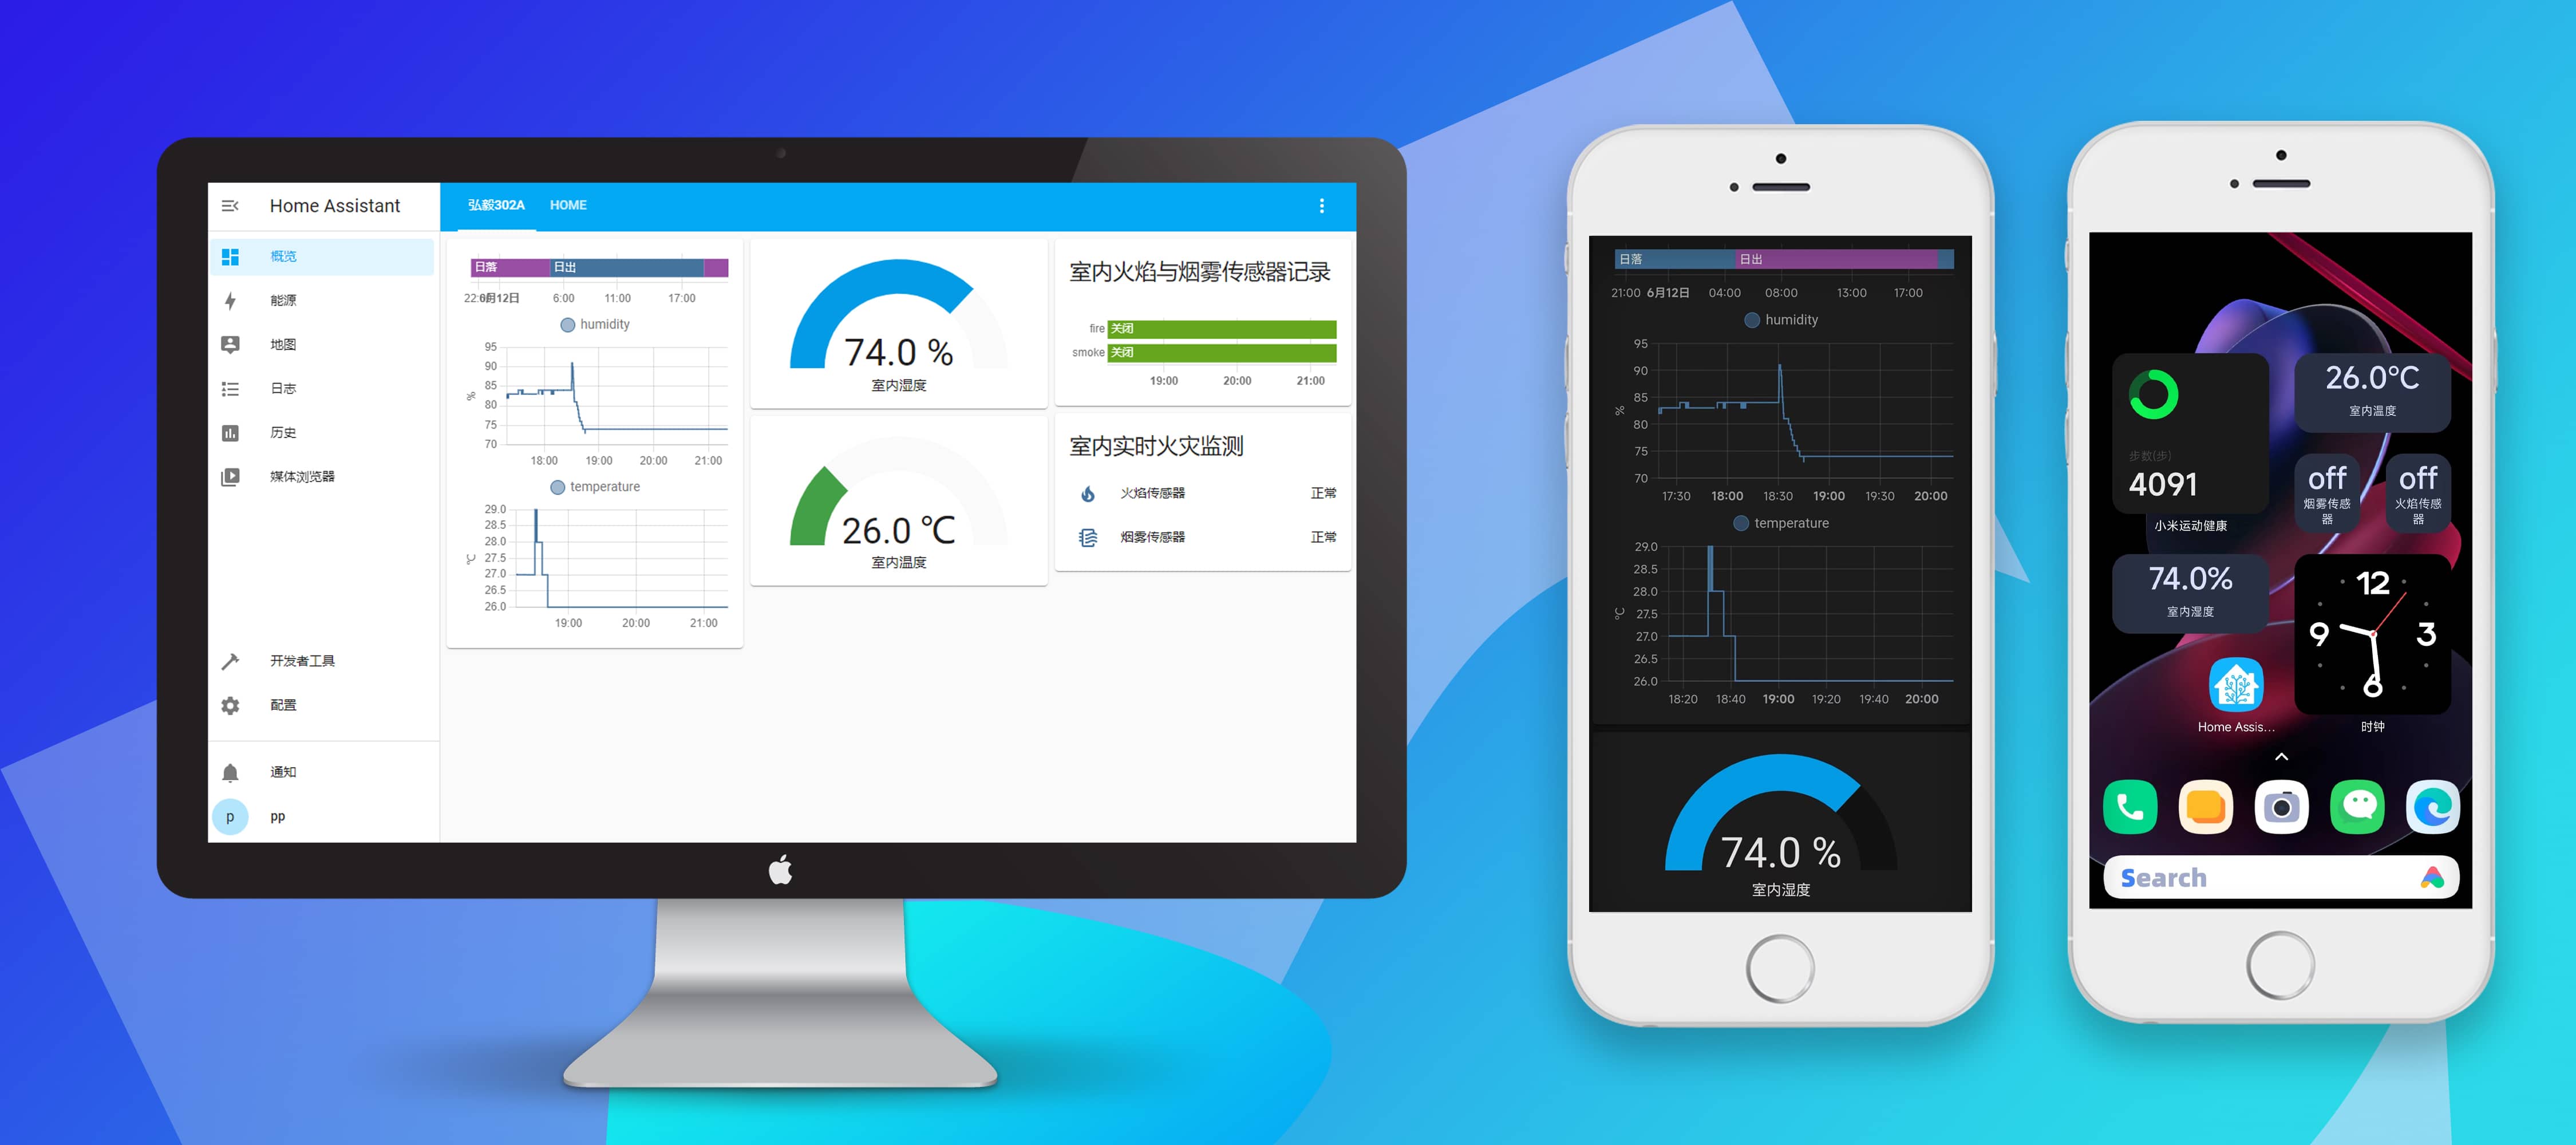 Home Assistant
概览
能源
地图
日志
历史
媒体浏览器
开发者工具
配置
通知
p
pp
弘毅302A
HOME
日落
日出
6月12日
6:00
11:00
17:00
humidity
95
90
85
80
75
70
%
18:00
19:00
20:00
21:00
temperature
29.0
28.5
28.0
27.5
27.0
26.5
26.0
°C
19:00
20:00
21:00
74.0 %
室内湿度
26.0 °C
室内温度
室内火焰与烟雾传感器记录
fire
关闭
smoke
关闭
19:00
20:00
21:00
室内实时火灾监测
火焰传感器
正常
烟雾传感器
正常
日落
日出
21:00
6月12日
04:00
08:00
13:00
17:00
humidity
95
90
85
80
75
70
%
17:30
18:00
18:30
19:00
19:30
20:00
temperature
29.0
28.5
28.0
27.5
27.0
26.5
26.0
°C
18:20
18:40
19:00
19:20
19:40
20:00
74.0 %
室内湿度
步数(步)
4091
小米运动健康
26.0°C
室内温度
off
烟雾传感
器
off
火焰传感
器
74.0%
室内湿度
12
3
6
9
Home Assis...
时钟
Search